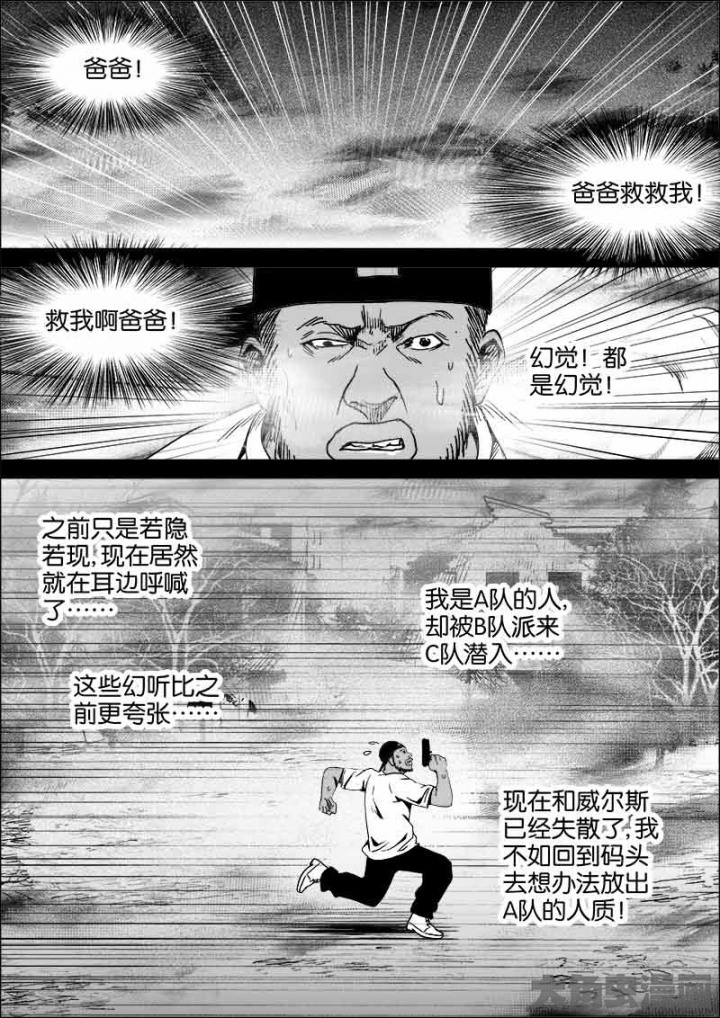 爸爸！
爸爸救救我！
救我啊爸爸！
幻觉！都
是幻觉！
之前只是若隐
若现，现在居然
就在耳边呼喊
了……
这些幻听比之
前更夸张……
我是A队的人，
却被B队派来
C队潜入……
现在和威尔斯
已经失散了，我
不如回到码头
去想办法放出
A队的人质！